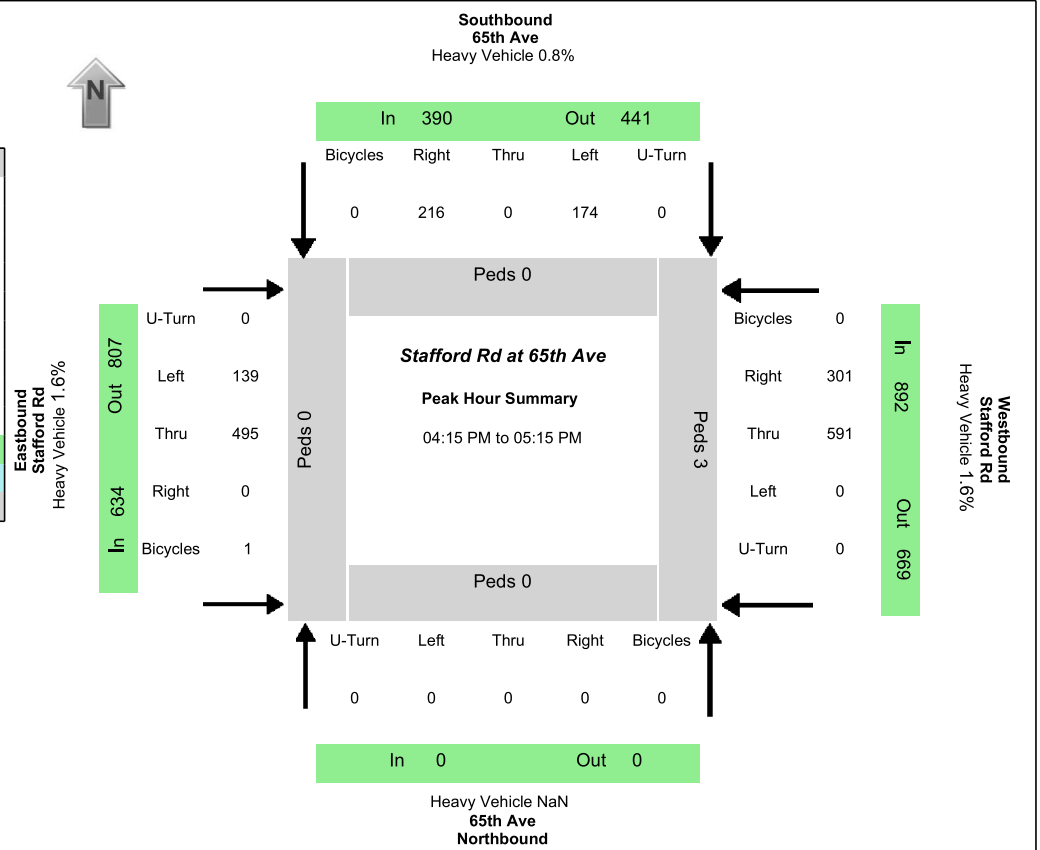 Southbound
65th Ave
Heavy Vehicle 0.8%
N
In 390 Out 441
Bicycles Right Thru Left U-Turn
0 216 0 174 0
Peds 0
Eastbound
Stafford Rd
Heavy Vehicle 1.6%
Out 807
In 634
U-Turn 0
Left 139
Thru 495
Right 0
Bicycles 1
Peds 0
Stafford Rd at 65th Ave
Peak Hour Summary
04:15 PM to 05:15 PM
Peds 3
Bicycles 0
Right 301
Thru 591
Left 0
U-Turn 0
In 892
Out 669
Westbound
Stafford Rd
Heavy Vehicle 1.6%
Peds 0
U-Turn Left Thru Right Bicycles
0 0 0 0 0
In 0 Out 0
Heavy Vehicle NaN
65th Ave
Northbound